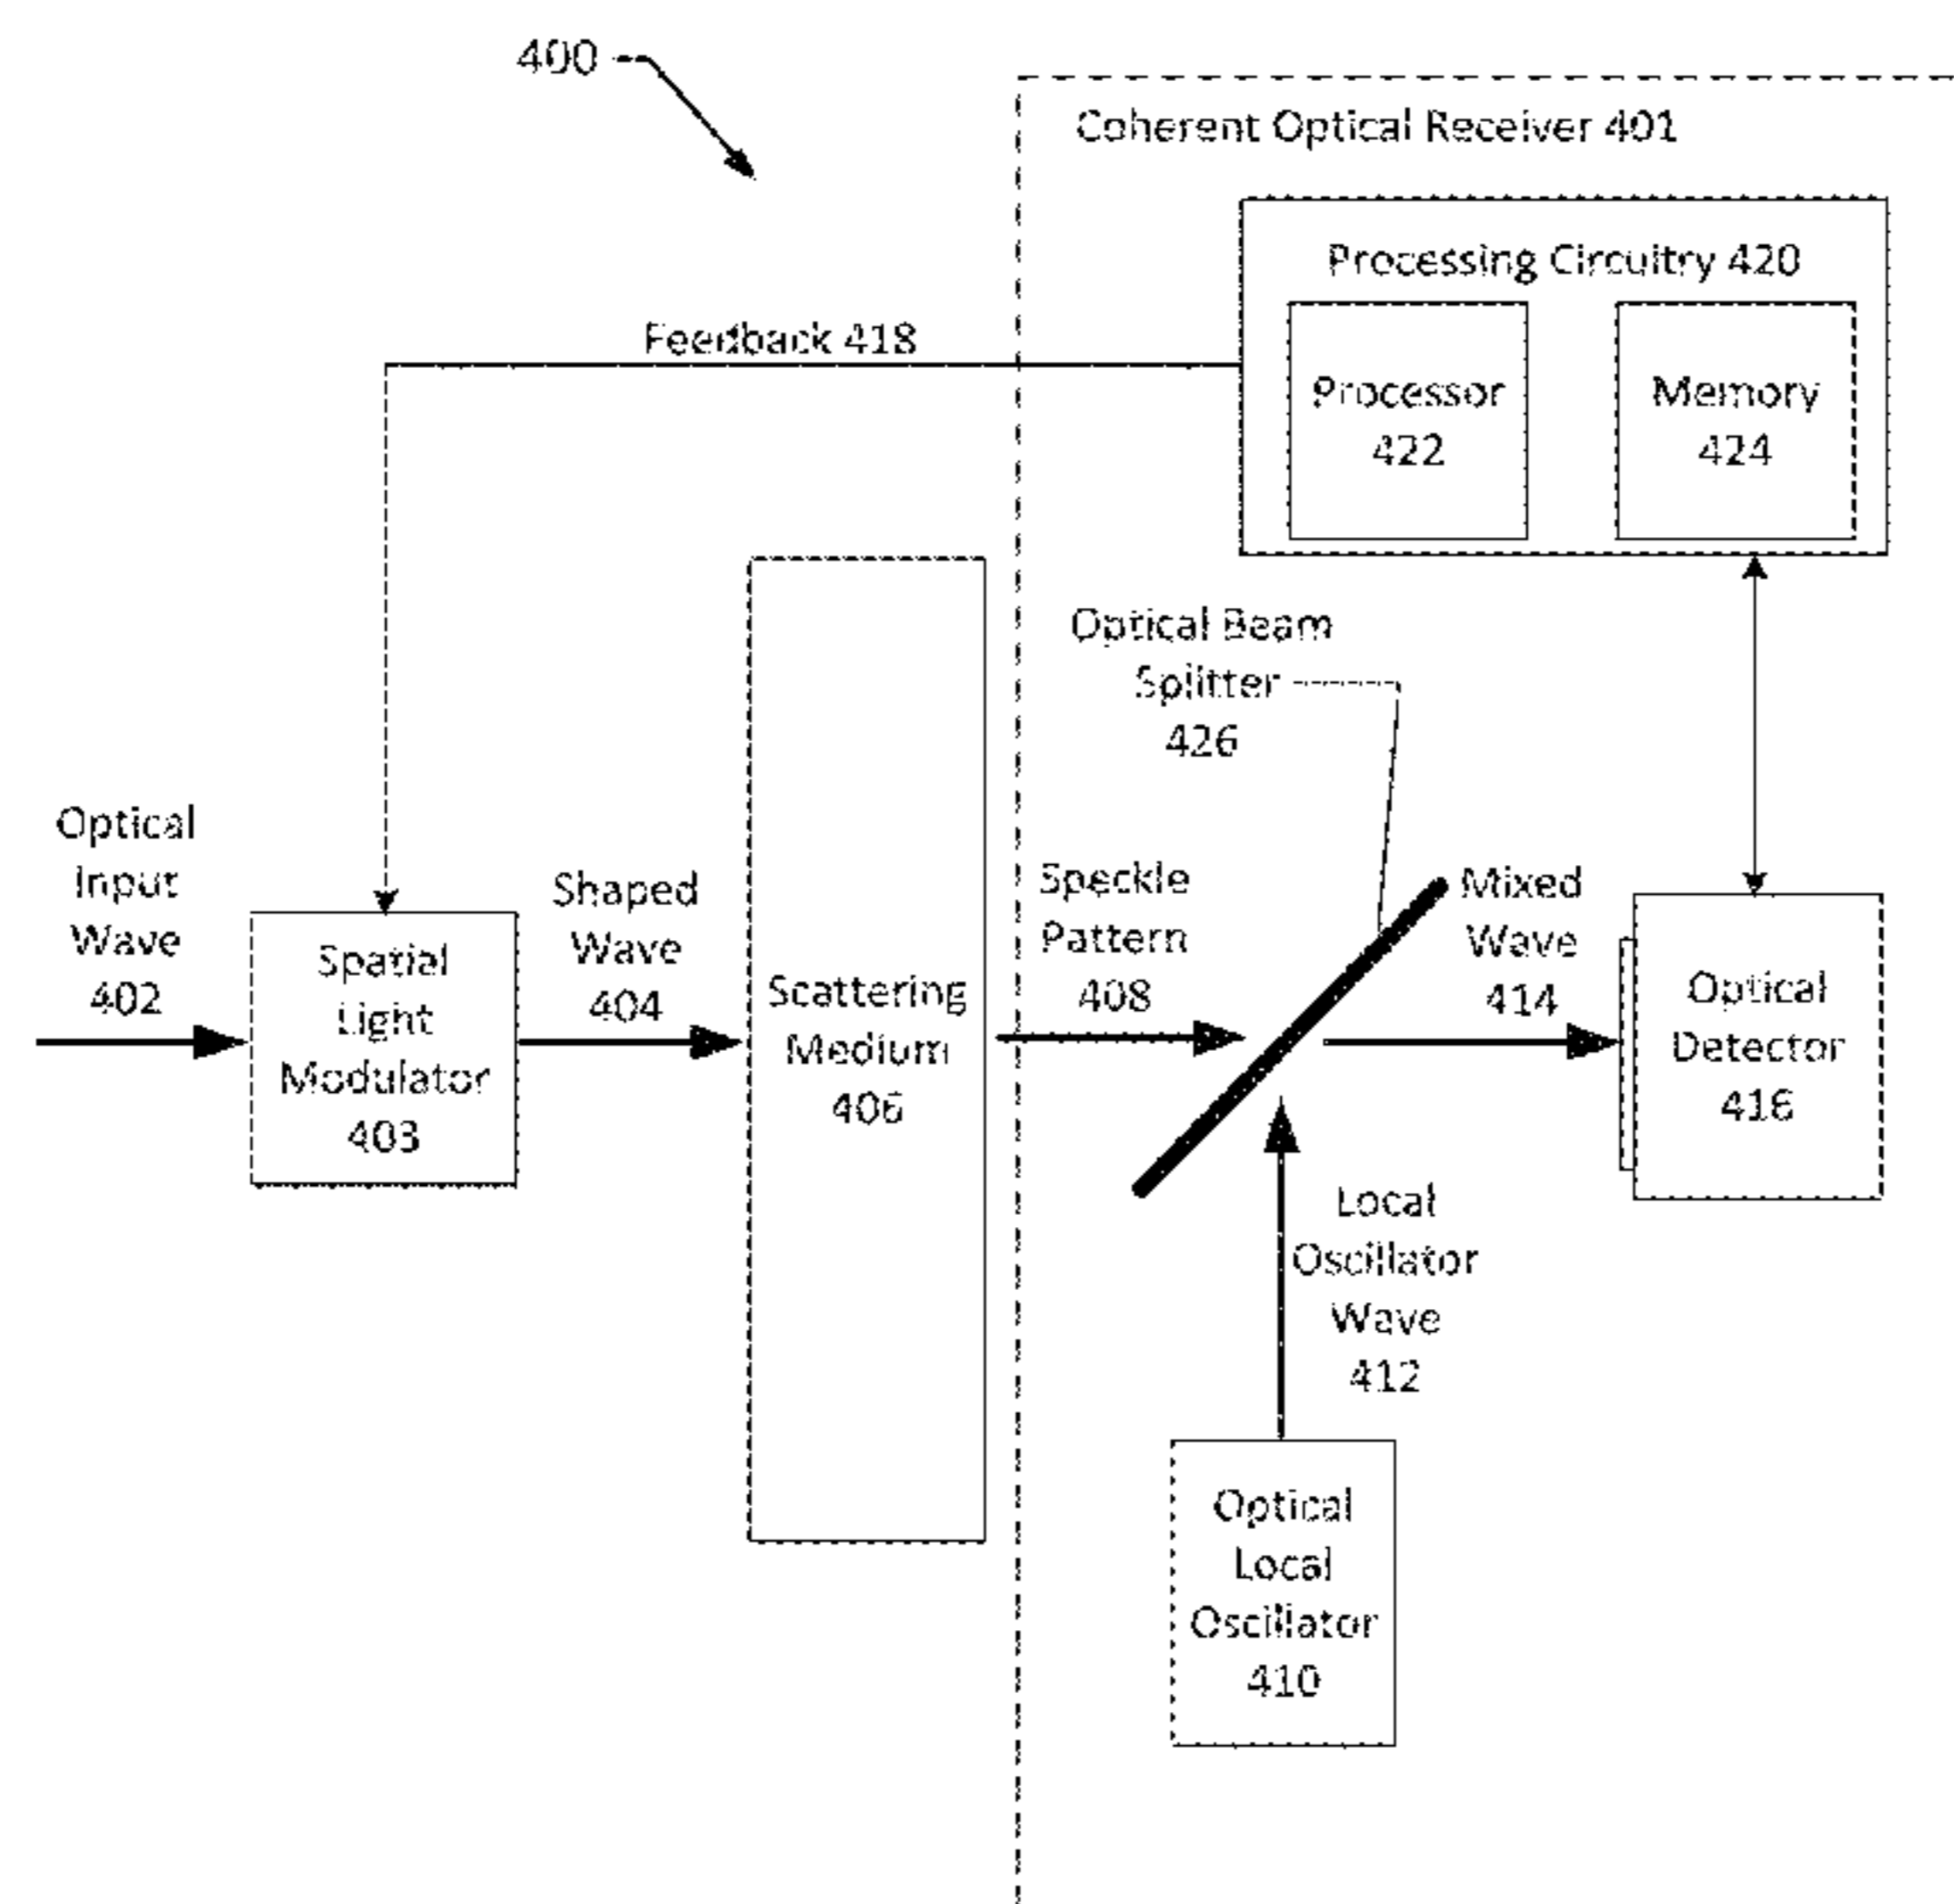 400
Coherent Optical Receiver 401
Processing Circuitry 420
Feedback 418
Processor
422
Memory
424
Optical Beam
Splitter
426
Optical
Input
Wave
402
Spatial
Light
Modulator
403
Shaped
Wave
404
Scattering
Medium
406
Speckle
Pattern
408
Mixed
Wave
414
Optical
Detector
416
Local
Oscillator
Wave
412
Optical
Local
Oscillator
410